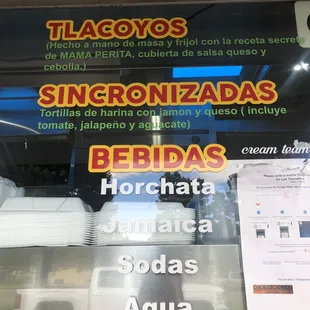 TLACOYOS
(Hecho a mano de masa y frijol con la receta secreta
de MAMA PERITA, cubierta de salsa queso y
cebolla.)
SINCRONIZADAS
Tortillas de harina con jamón y queso ( incluye
tomate, jalapeño y aguacate)
BEBIDAS
cream team
Horchata
Jamaica
Sodas
Agua